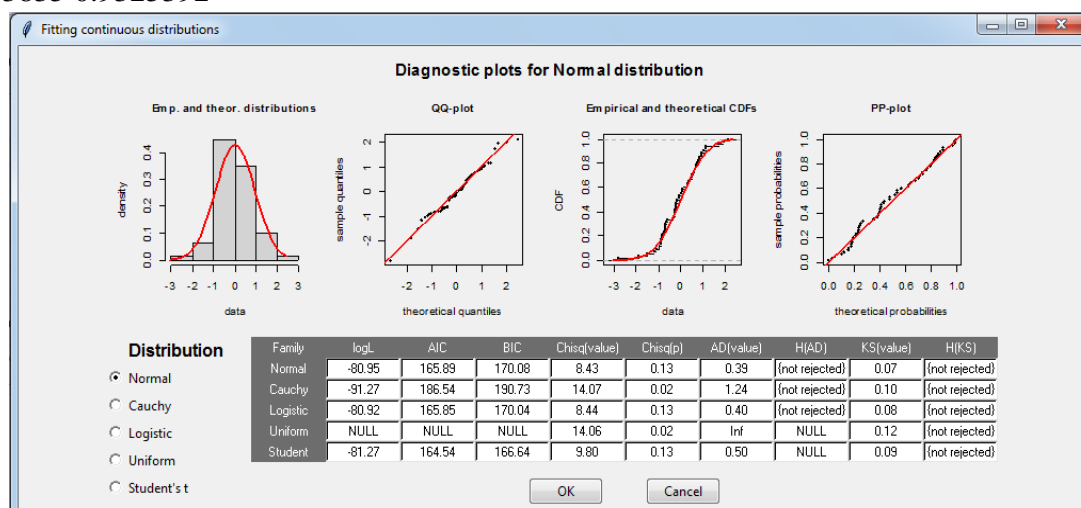 Fitting continuous distributions
Diagnostic plots for Normal distribution
Emp. and theor. distributions
QQ-plot
Empirical and theoretical CDFs
PP-plot
density
0.0 0.1 0.2 0.3 0.4
-3 -2 -1 0 1 2 3
data
sample quantiles
-2 -1 0 1 2
-2 -1 0 1 2
theoretical quantiles
CDF
0.0 0.2 0.4 0.6 0.8 1.0
-3 -2 -1 0 1 2
data
sample probabilities
0.0 0.2 0.4 0.6 0.8 1.0
0.0 0.2 0.4 0.6 0.8 1.0
theoretical probabilities
Distribution
Normal
Cauchy
Logistic
Uniform
Student's t
Family logL AIC BIC Chisq(value) Chisq(p) AD(value) H(AD) KS(value) H(KS)
Normal -80.95 165.89 170.08 8.43 0.13 0.39 {not rejected} 0.07 {not rejected}
Cauchy -91.27 186.54 190.73 14.07 0.02 1.24 {not rejected} 0.10 {not rejected}
Logistic -80.92 165.85 170.04 8.44 0.13 0.40 {not rejected} 0.08 {not rejected}
Uniform NULL NULL NULL 14.06 0.02 Inf NULL 0.12 {not rejected}
Student -81.27 164.54 166.64 9.80 0.13 0.50 NULL 0.09 {not rejected}
OK Cancel